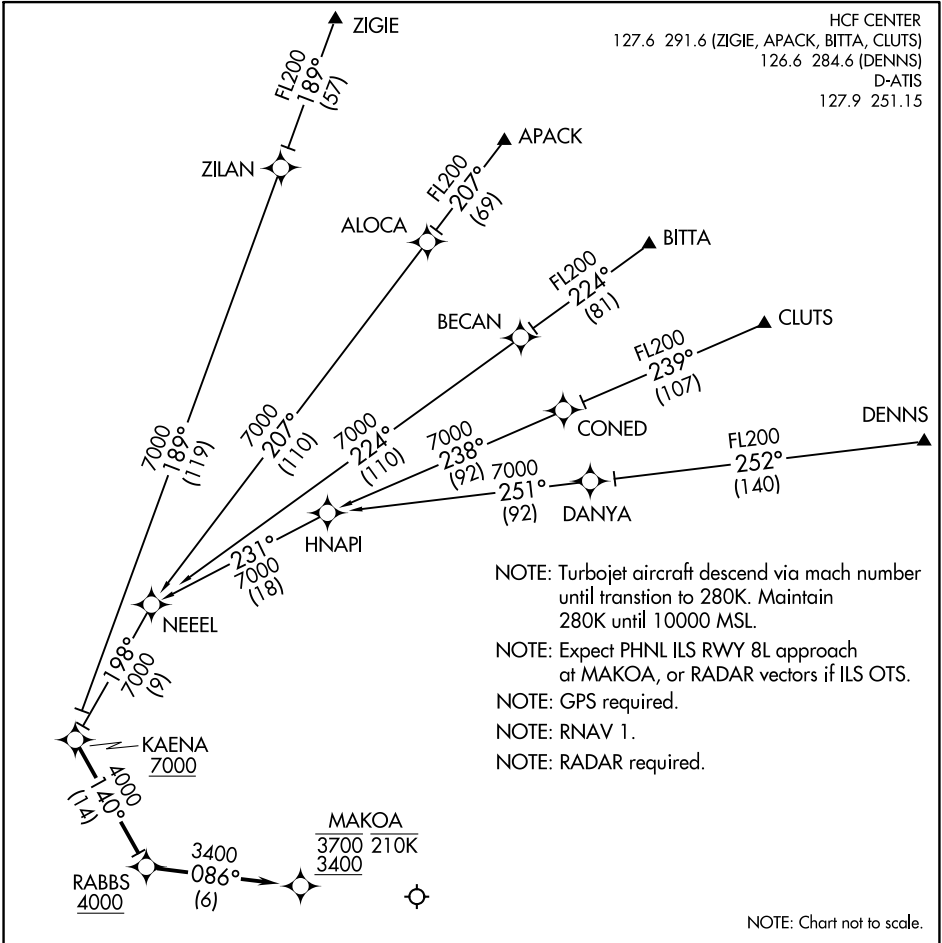 HCF CENTER
127.6 291.6 (ZIGIE, APACK, BITTA, CLUTS)
126.6 284.6 (DENNS)
D-ATIS
127.9 251.15
ZIGIE
FL200
189°
(57)
ZILAN
APACK
FL200
207°
(69)
ALOCA
BITTA
FL200
224°
(81)
BECAN
CLUTS
FL200
239°
(107)
CONED
DENNS
FL200
252°
(140)
DANYA
7000
189°
(119)
7000
207°
(110)
7000
224°
(110)
7000
238°
(92)
7000
251°
(92)
HNAPI
231°
7000
(18)
NEEEL
198°
7000
(9)
KAENA
7000
4000
140°
(14)
RABBS
4000
3400
086°
(6)
MAKOA
3700 210K
3400
NOTE: Turbojet aircraft descend via mach number
until transtion to 280K. Maintain
280K until 10000 MSL.
NOTE: Expect PHNL ILS RWY 8L approach
at MAKOA, or RADAR vectors if ILS OTS.
NOTE: GPS required.
NOTE: RNAV 1.
NOTE: RADAR required.
NOTE: Chart not to scale.